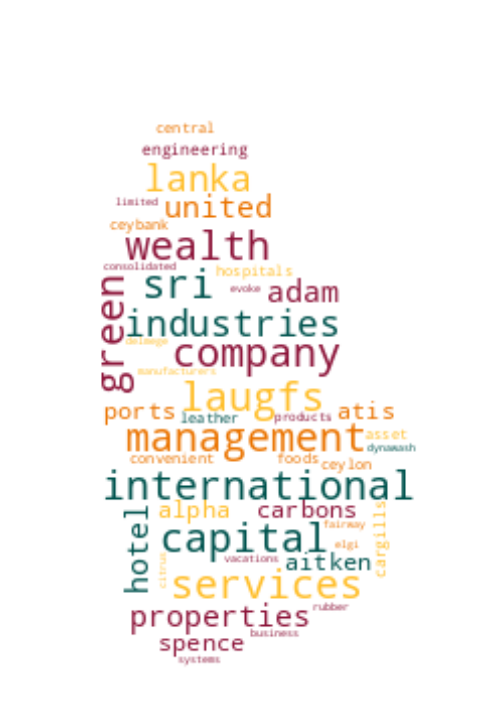 central
engineering
lanka
limited
united
ceybank
wealth
consolidated
hospitals
sri
evoke
adam
green
industries
delmege
company
manufacturers
laugfs
ports
leather
products
atis
management
asset
dynawash
convenient
foods
ceylon
international
alpha
carbons
cargills
hotel
fairway
capital
elgi
vacations
aitken
citrus
services
properties
rubber
business
spence
systems